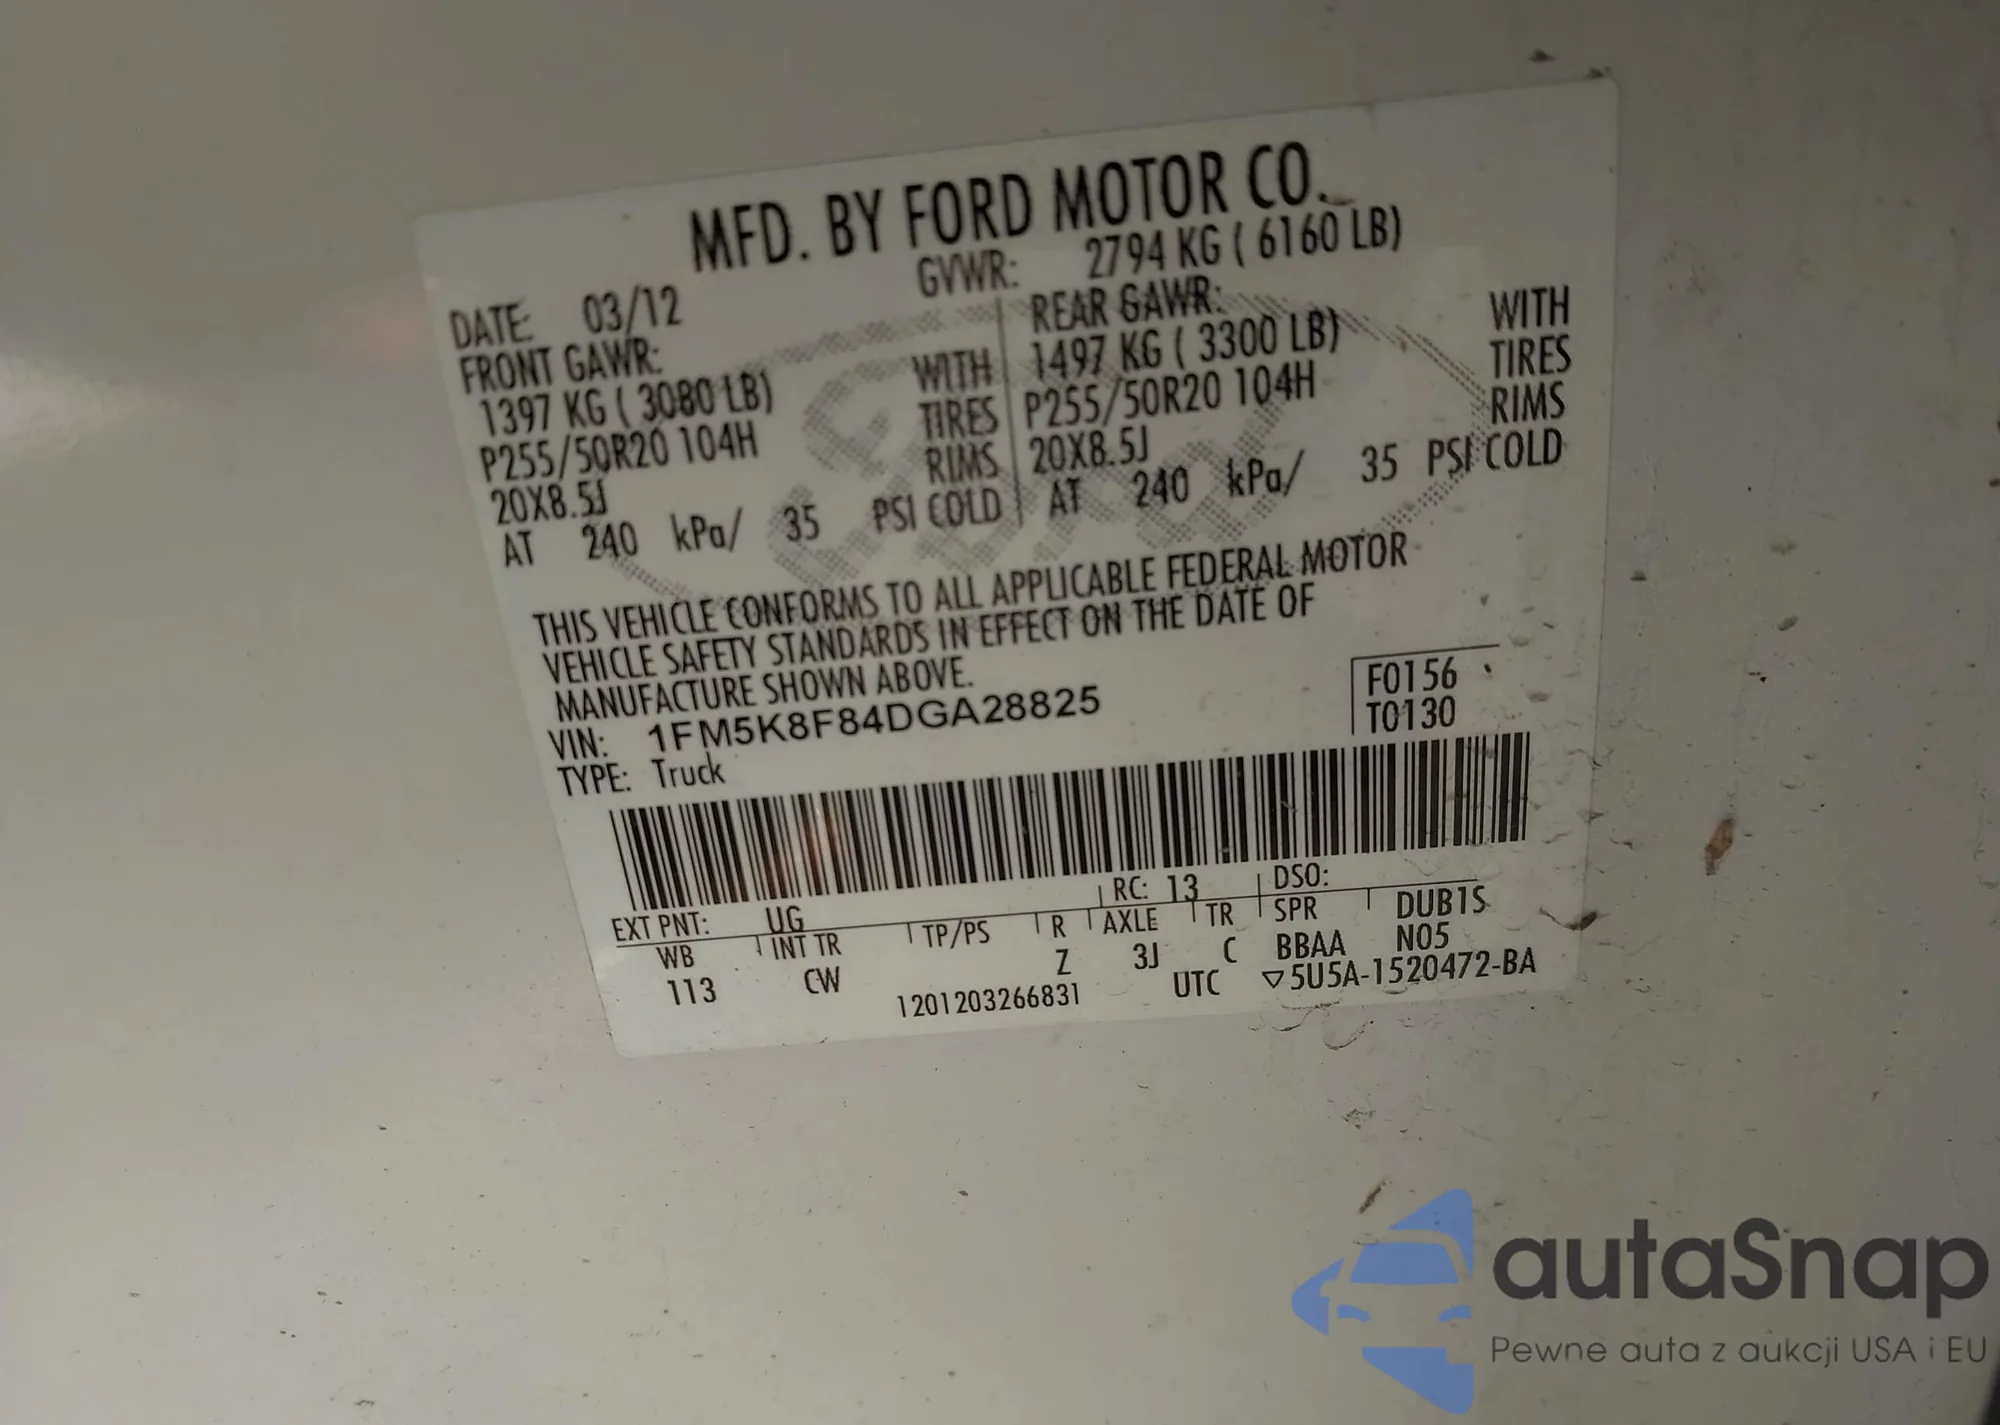 MFD. BY FORD MOTOR CO.
DATE: 03/12 GVWR: 2794 KG ( 6160 LB)
FRONT GAWR: REAR GAWR:
1397 KG ( 3080 LB) WITH 1497 KG ( 3300 LB) WITH
P255/50R20 104H TIRES P255/50R20 104H TIRES
20X8.5J RIMS 20X8.5J RIMS
AT 240 kPa/ 35 PSI COLD AT 240 kPa/ 35 PSI COLD
THIS VEHICLE CONFORMS TO ALL APPLICABLE FEDERAL MOTOR
VEHICLE SAFETY STANDARDS IN EFFECT ON THE DATE OF
MANUFACTURE SHOWN ABOVE.
VIN: 1FM5K8F84DGA28825
TYPE: Truck
F0156
T0130
EXT PNT: UG RC: 13 DSO:
WB INT TR TP/PS R AXLE TR SPR DUB1S
113 CW Z 3J C BBAA N05
1201203266831 UTC ▽5U5A-1520472-BA
autaSnap
Pewne auta z aukcji USA i EU